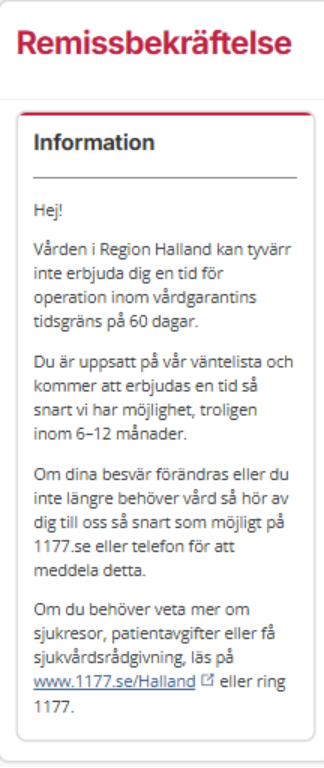 Remissbekräftelse
Information
Hej!
Vården i Region Halland kan tyvärr
inte erbjuda dig en tid för
operation inom vårdgarantins
tidsgräns på 60 dagar.
Du är uppsatt på vår väntelista och
kommer att erbjudas en tid så
snart vi har möjlighet, troligen
inom 6–12 månader.
Om dina besvär förändras eller du
inte längre behöver vård så hör av
dig till oss så snart som möjligt på
1177.se eller telefon för att
meddela detta.
Om du behöver veta mer om
sjukresor, patientavgifter eller få
sjukvårdsrådgivning, läs på
www.1177.se/Halland eller ring
1177.